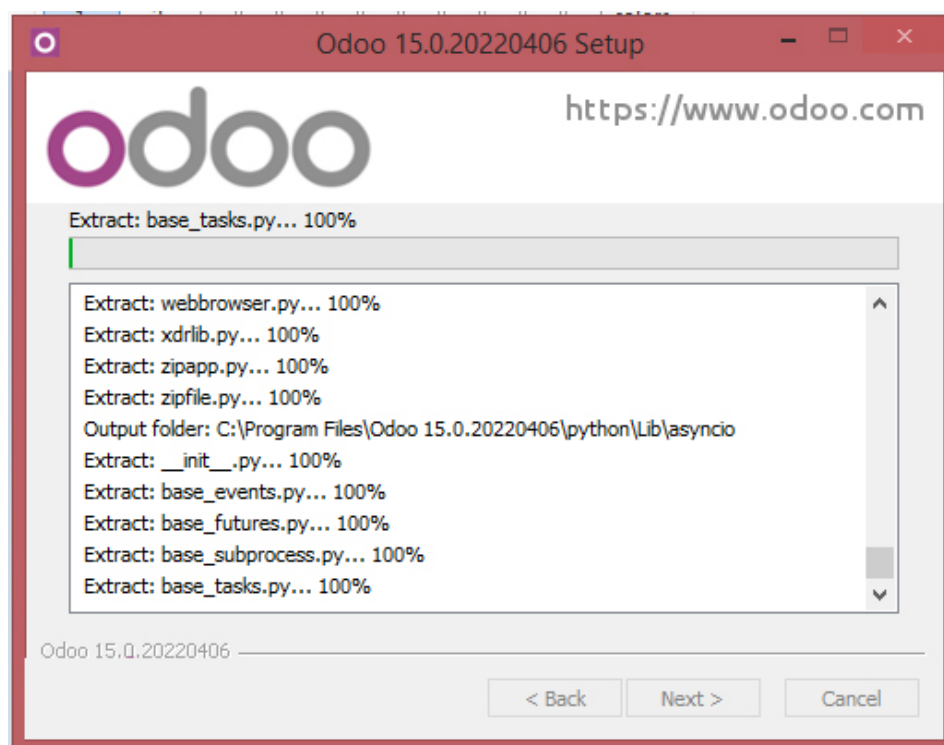 Odoo 15.0.20220406 Setup
odoo
https://www.odoo.com
Extract: base_tasks.py... 100%
Extract: webbrowser.py... 100%
Extract: xdrlib.py... 100%
Extract: zipapp.py... 100%
Extract: zipfile.py... 100%
Output folder: C:\Program Files\Odoo 15.0.20220406\python\Lib\asyncio
Extract: __init__.py... 100%
Extract: base_events.py... 100%
Extract: base_futures.py... 100%
Extract: base_subprocess.py... 100%
Extract: base_tasks.py... 100%
Odoo 15.0.20220406
< Back
Next >
Cancel